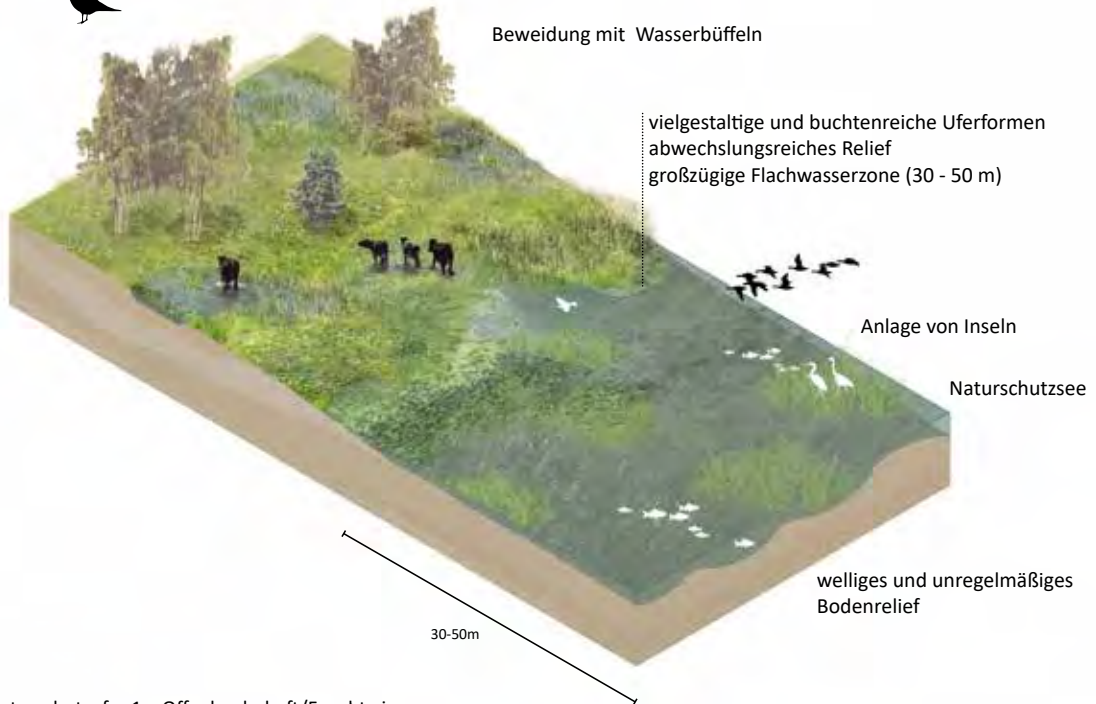 Beweidung mit Wasserbüffeln
vielgestaltige und buchtenreiche Uferformen
abwechslungsreiches Relief
großzügige Flachwasserzone (30 - 50 m)
Anlage von Inseln
Naturschutzsee
welliges und unregelmäßiges
Bodenrelief
30-50m